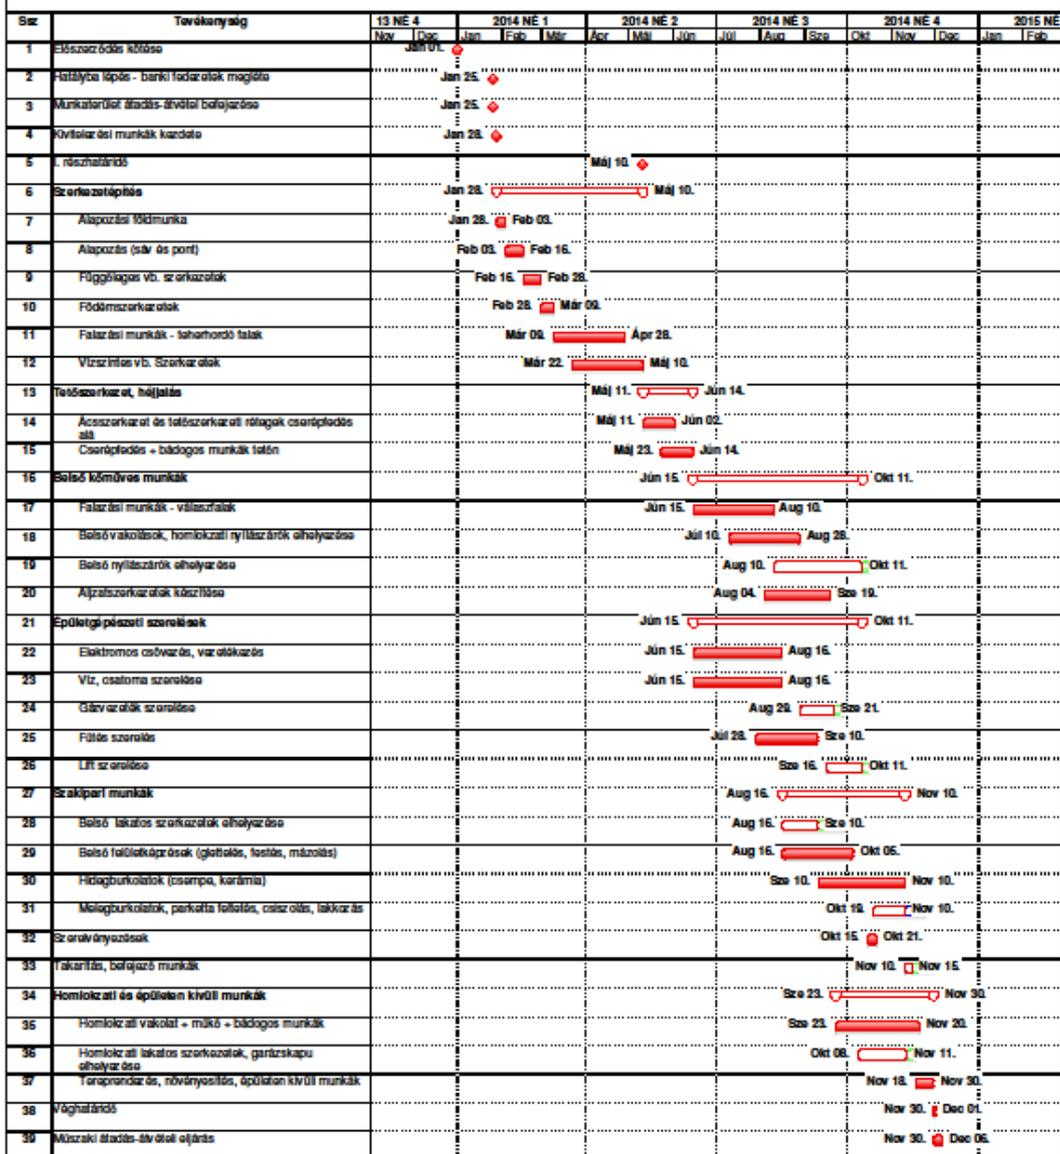 Ssz Tevékenység 13 NÉ 4 2014 NÉ 1 2014 NÉ 2 2014 NÉ 3 2014 NÉ 4 2015 NÉ
Nov Dec Jan Feb Már Ápr Máj Jún Júl Aug Sze Okt Nov Dec Jan Feb
1 Előszerződés kötése Jan 01.
2 Hatályba lépés - banki fedezetek megléte Jan 25.
3 Munkaterület átadás-átvétel befejezése Jan 25.
4 Kivitelezési munkák kezdete Jan 28.
5 I. részhatáridő Máj 10.
6 Szerkezetépítés Jan 28. Máj 10.
7 Alapozási földmunka Jan 28. Feb 03.
8 Alapozás (sáv és pont) Feb 03. Feb 16.
9 Függőleges vb. szerkezetek Feb 16. Feb 28.
10 Födémszerkezetek Feb 28. Már 09.
11 Falazási munkák - teherhordó falak Már 09. Ápr 28.
12 Vízszintes vb. Szerkezetek Már 22. Máj 10.
13 Tetőszerkezet, héjjalás Máj 11. Jún 14.
14 Ácsszerkezet és tetőszerkezeti rétegek cserépfedés Máj 11. Jún 02.
alá
15 Cserépfedés + bádogos munkák tetőn Máj 23. Jún 14.
16 Belső kőműves munkák Jún 15. Okt 11.
17 Falazási munkák - válaszfalak Jún 15. Aug 10.
18 Belső vakolások, homlokzati nyílászárók elhelyezése Júl 10. Aug 28.
19 Belső nyílászárók elhelyezése Aug 10. Okt 11.
20 Aljzatszerkezetek készítése Aug 04. Sze 19.
21 Épületgépészeti szerelések Jún 15. Okt 11.
22 Elektromos csövezés, vezetékezés Jún 15. Aug 16.
23 Víz, csatorna szerelése Jún 15. Aug 16.
24 Gázvezeték szerelése Aug 29. Sze 21.
25 Fűtés szerelés Júl 28. Sze 10.
26 Lift szerelése Sze 16. Okt 11.
27 Szakipari munkák Aug 16. Nov 10.
28 Belső lakatos szerkezetek elhelyezése Aug 16. Sze 10.
29 Belső felületképzések (glettelés, festés, mázolás) Aug 16. Okt 05.
30 Hidegburkolatok (csempe, kerámia) Sze 10. Nov 10.
31 Melegburkolatok, parketta feltétés, csiszolás, lakkozás Okt 19. Nov 10.
32 Szerelvényezések Okt 15. Okt 21.
33 Takarítás, befejező munkák Nov 10. Nov 15.
34 Homlokzati és épületen kívüli munkák Sze 23. Nov 30.
35 Homlokzati vakolat + műkő + bádogos munkák Sze 23. Nov 20.
36 Homlokzati lakatos szerkezetek, garázskapu Okt 08. Nov 11.
elhelyezése
37 Tereprendezés, növényesítés, épületen kívüli munkák Nov 18. Nov 30.
38 Véghatáridő Nov 30. Dec 01.
39 Műszaki átadás-átvételi eljárás Nov 30. Dec 06.